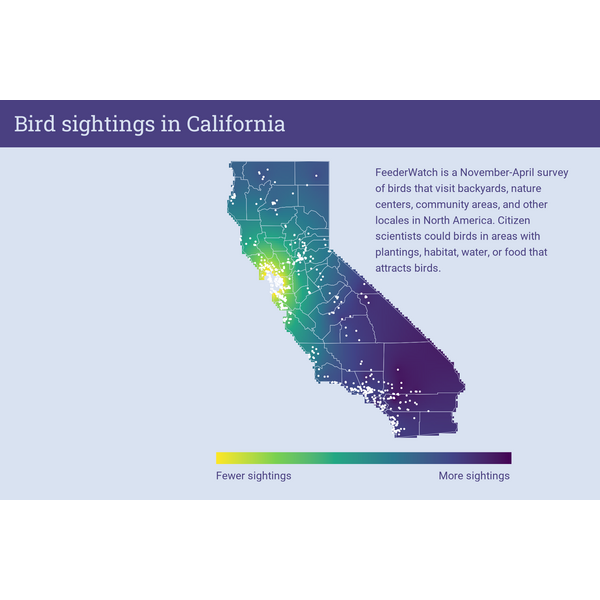 Bird sightings in California
FeederWatch is a November-April survey
of birds that visit backyards, nature
centers, community areas, and other
locales in North America. Citizen
scientists could birds in areas with
plantings, habitat, water, or food that
attracts birds.
Fewer sightings
More sightings